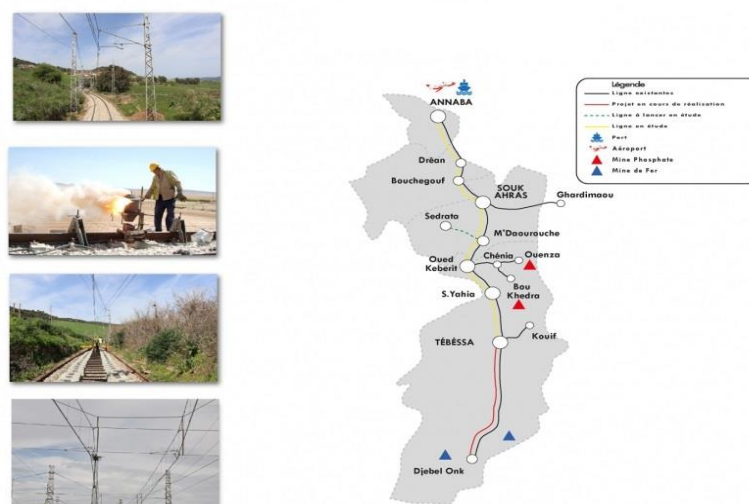 ANNABA
Drèan
Bouchegouf
SOUK
AHRAS
Ghardimaou
Sedrata
M'Daourouche
Oued
Keberit
Chénia
Ouenza
Bou
Khedra
S.Yahia
TÉBÉSSA
Kouif
Djebel Onk
Légende
Ligne existantes
Projet en cours de réalisation
Ligne à lancer en étude
Ligne en étude
Port
Aéroport
Mine Phosphate
Mine de Fer